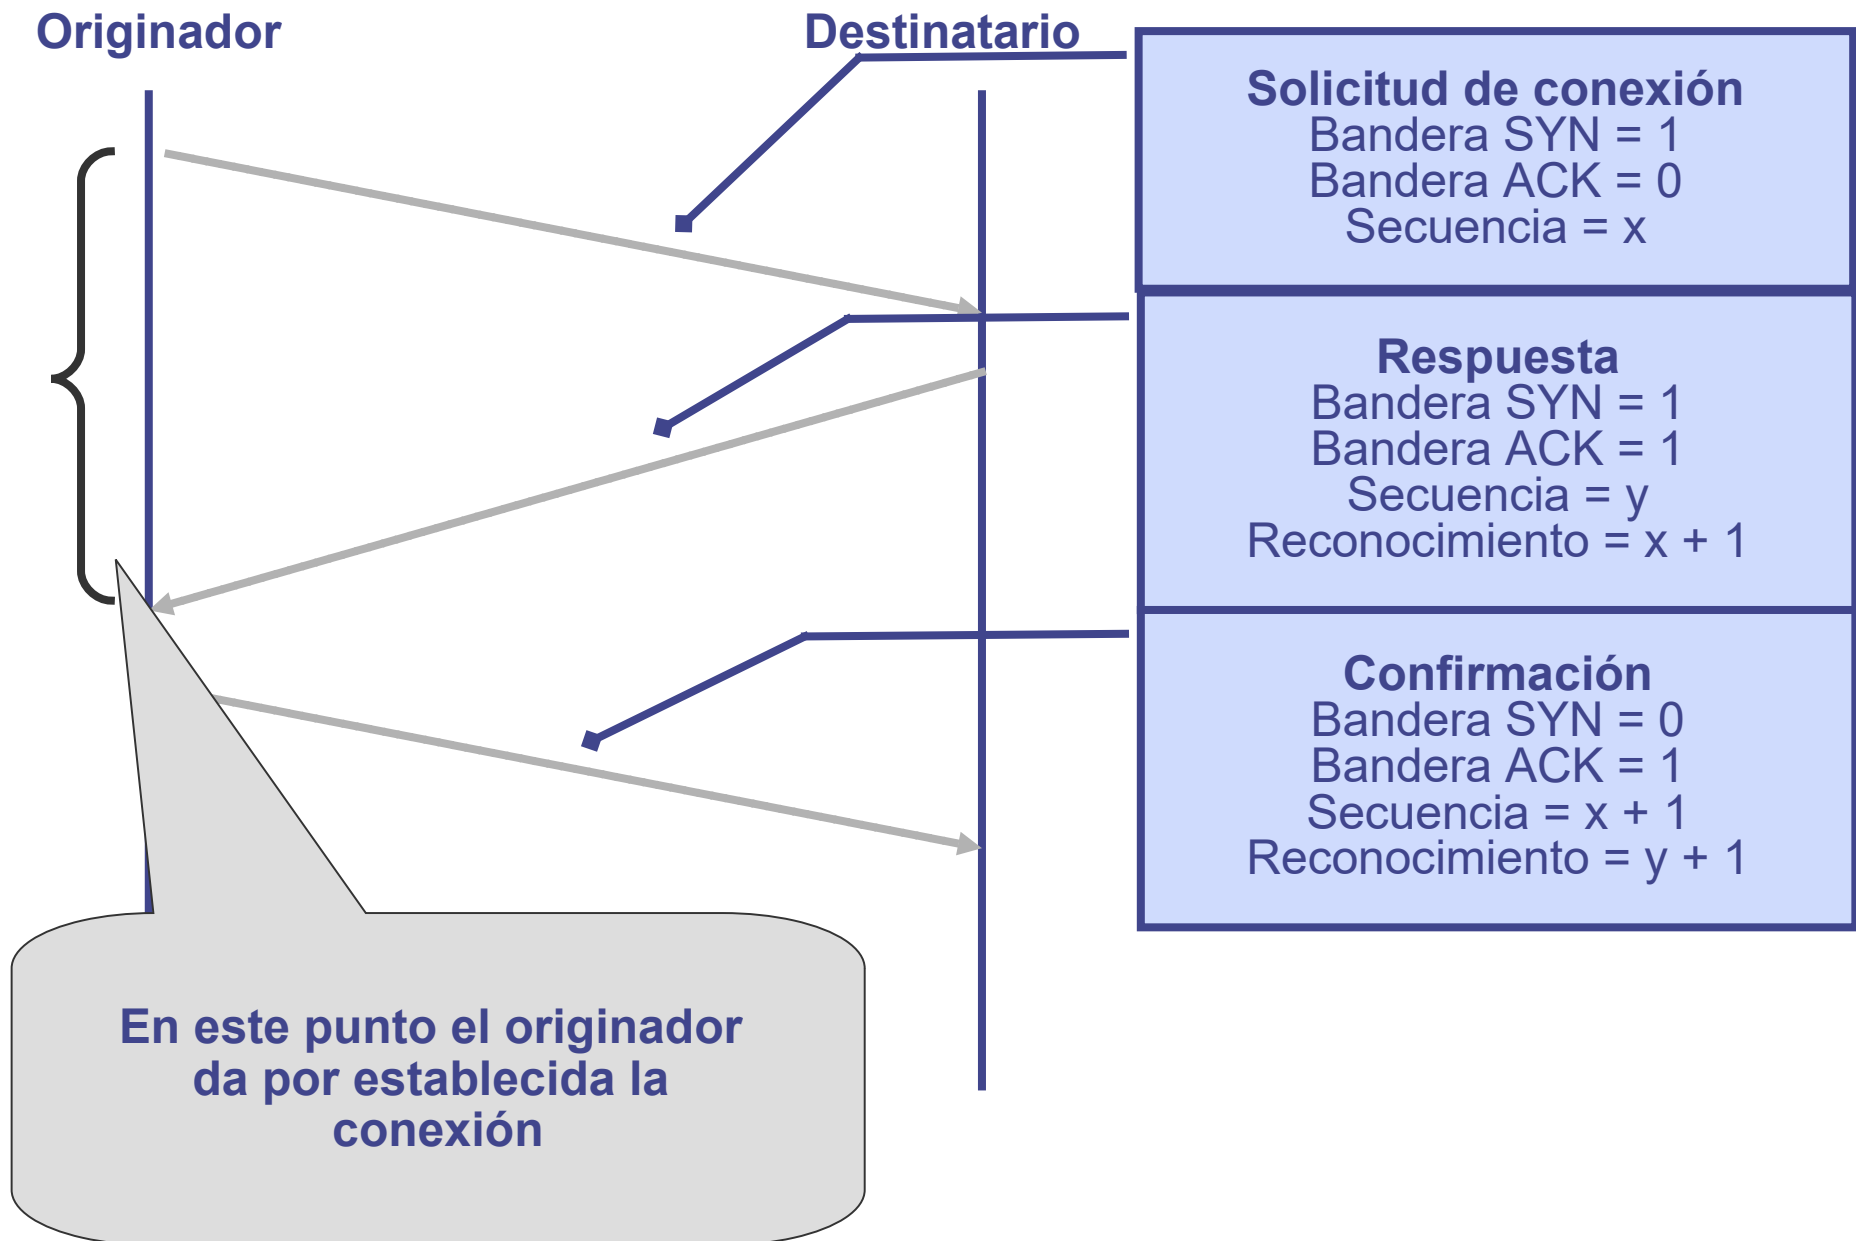 Originador
Destinatario
Solicitud de conexión
Bandera SYN = 1
Bandera ACK = 0
Secuencia = x
Respuesta
Bandera SYN = 1
Bandera ACK = 1
Secuencia = y
Reconocimiento = x + 1
Confirmación
Bandera SYN = 0
Bandera ACK = 1
Secuencia = x + 1
Reconocimiento = y + 1
En este punto el originador
da por establecida la
conexión